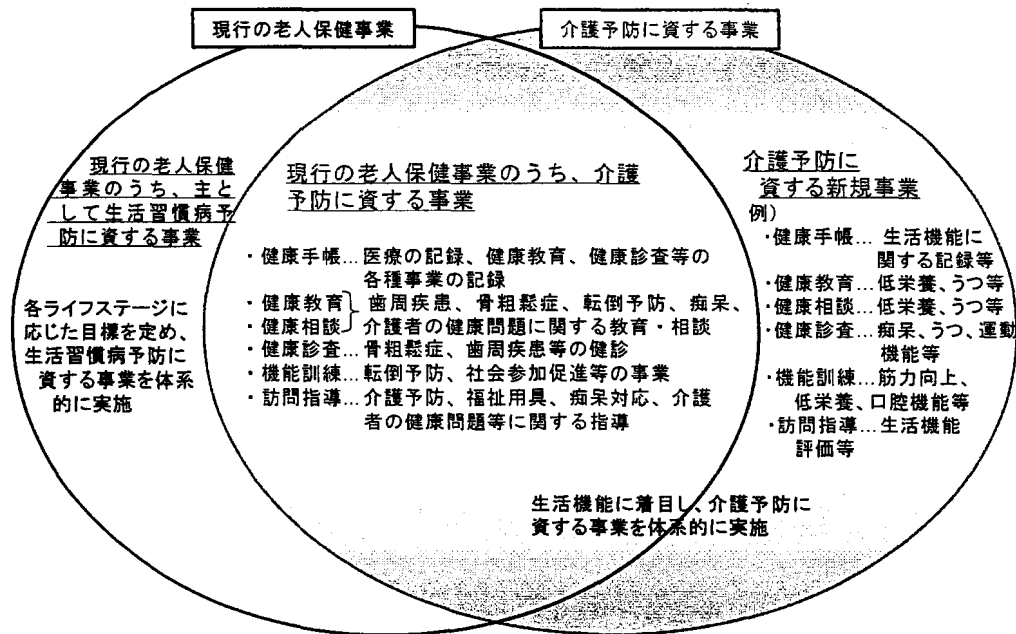 現行の老人保健事業
介護予防に資する事業
現行の老人保健
事業のうち、主と
して生活習慣病予
防に資する事業
各ライフステージに
応じた目標を定め、
生活習慣病予防に
資する事業を体系
的に実施
現行の老人保健事業のうち、介護
予防に資する事業
・健康手帳…医療の記録、健康教育、健康診査等の
各種事業の記録
・健康教育 歯周疾患、骨粗鬆症、転倒予防、痴呆、
・健康相談 介護者の健康問題に関する教育・相談
・健康診査…骨粗鬆症、歯周疾患等の健診
・機能訓練…転倒予防、社会参加促進等の事業
・訪問指導…介護予防、福祉用具、痴呆対応、介護
者の健康問題等に関する指導
介護予防に
資する新規事業
例）
・健康手帳…生活機能に
関する記録等
・健康教育…低栄養、うつ等
・健康相談…低栄養、うつ等
・健康診査…痴呆、うつ、運動
機能等
・機能訓練…筋力向上、
低栄養、口腔機能等
・訪問指導…生活機能
評価等
生活機能に着目し、介護予防に
資する事業を体系的に実施